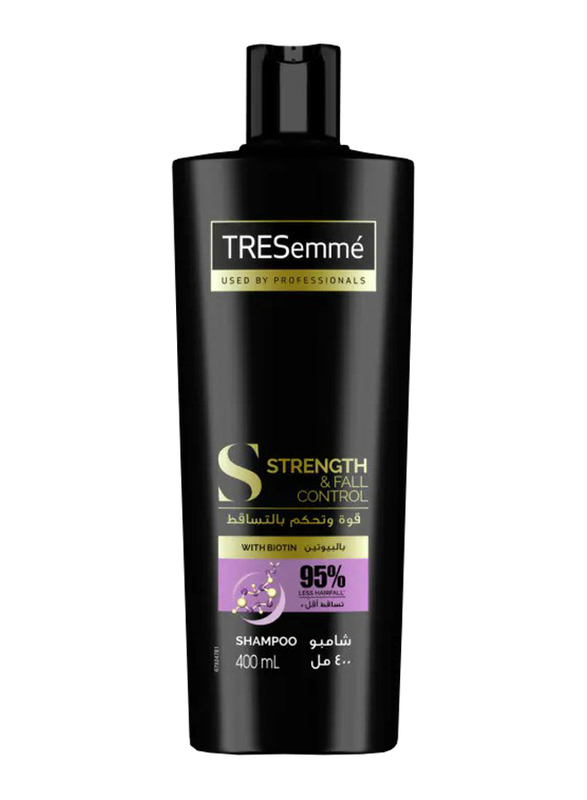 TRESemmé
USED BY PROFESSIONALS
S STRENGTH
& FALL
CONTROL
قوة وتحكم بالتساقط
WITH BIOTIN بالبيوتين
95%
LESS HAIRFALL*
تساقط أقل*
SHAMPOO شامبو
400 mL ٤٠٠ مل
67924781